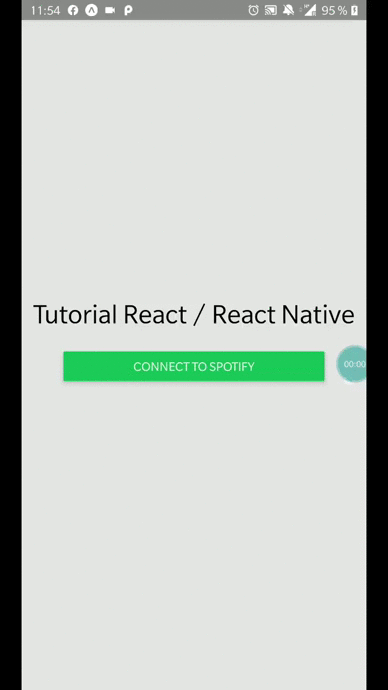 11:54 95 %
Tutorial React / React Native
CONNECT TO SPOTIFY
00:00